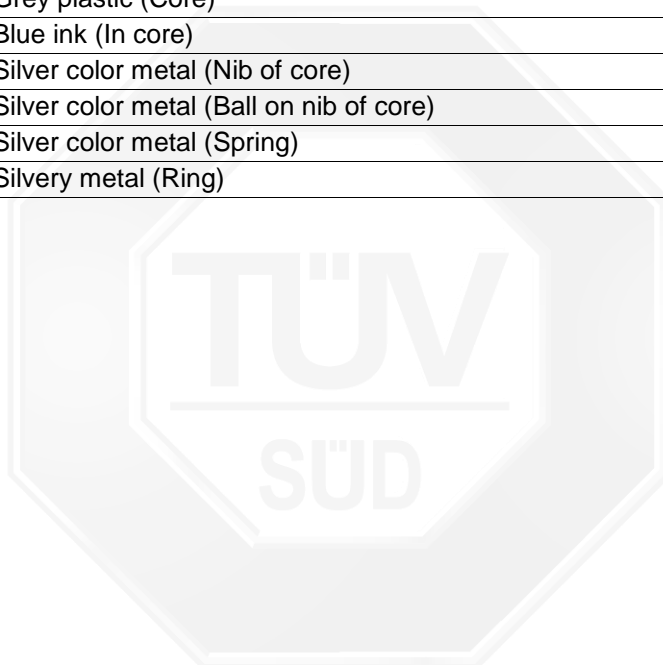 Grey plastic (Core)
Blue ink (In core)
Silver color metal (Nib of core)
Silver color metal (Ball on nib of core)
Silver color metal (Spring)
Silvery metal (Ring)
TÜV
SÜD